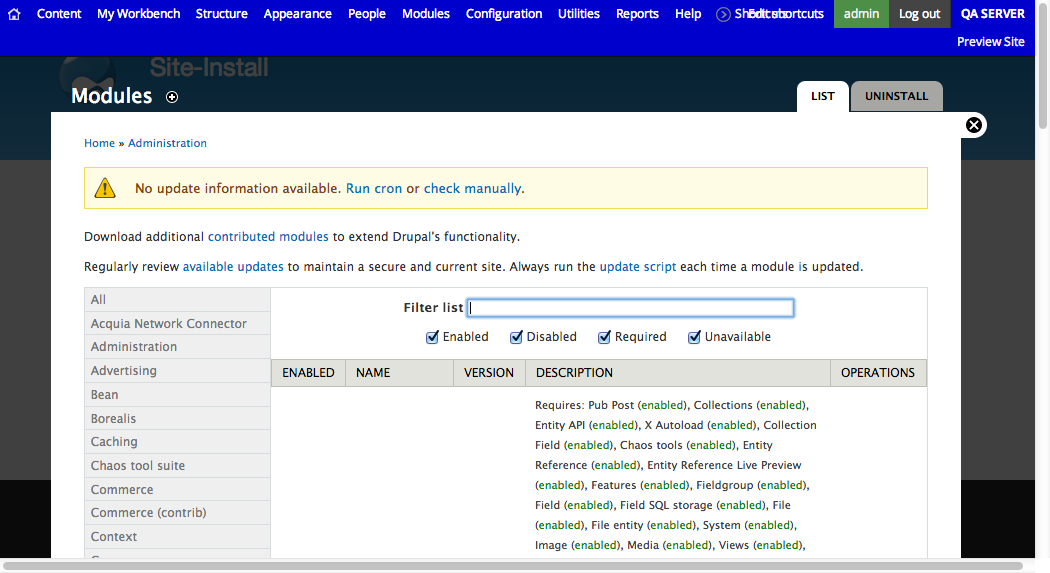 Content My Workbench Structure Appearance People Modules Configuration Utilities Reports Help Edit shortcuts admin Log out QA SERVER
Preview Site
Site-Install
Modules
LIST UNINSTALL
Home » Administration
No update information available. Run cron or check manually.
Download additional contributed modules to extend Drupal's functionality.
Regularly review available updates to maintain a secure and current site. Always run the update script each time a module is updated.
All
Acquia Network Connector
Administration
Advertising
Bean
Borealis
Caching
Chaos tool suite
Commerce
Commerce (contrib)
Context
Filter list
Enabled Disabled Required Unavailable
ENABLED NAME VERSION DESCRIPTION OPERATIONS
Requires: Pub Post (enabled), Collections (enabled),
Entity API (enabled), X Autoload (enabled), Collection
Field (enabled), Chaos tools (enabled), Entity
Reference (enabled), Entity Reference Live Preview
(enabled), Features (enabled), Fieldgroup (enabled),
Field (enabled), Field SQL storage (enabled), File
(enabled), File entity (enabled), System (enabled),
Image (enabled), Media (enabled), Views (enabled),